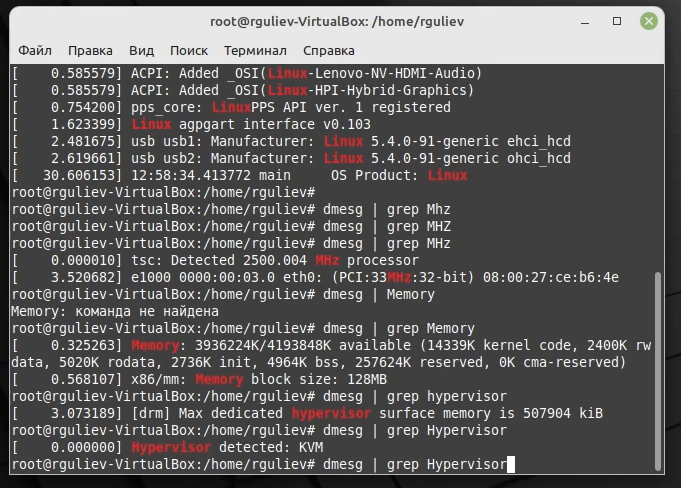 root@rguliev-VirtualBox: /home/rguliev
Файл Правка Вид Поиск Терминал Справка
[    0.585579] ACPI: Added _OSI(Linux-Lenovo-NV-HDMI-Audio)
[    0.585579] ACPI: Added _OSI(Linux-HPI-Hybrid-Graphics)
[    0.754200] pps_core: LinuxPPS API ver. 1 registered
[    1.623399] Linux agpgart interface v0.103
[    2.481675] usb usb1: Manufacturer: Linux 5.4.0-91-generic ehci_hcd
[    2.619661] usb usb2: Manufacturer: Linux 5.4.0-91-generic ohci_hcd
[   30.606153] 12:58:34.413772 main     OS Product: Linux
root@rguliev-VirtualBox:/home/rguliev#
root@rguliev-VirtualBox:/home/rguliev# dmesg | grep Mhz
root@rguliev-VirtualBox:/home/rguliev# dmesg | grep MHZ
root@rguliev-VirtualBox:/home/rguliev# dmesg | grep MHz
[    0.000010] tsc: Detected 2500.004 MHz processor
[    3.520682] e1000 0000:00:03.0 eth0: (PCI:33MHz:32-bit) 08:00:27:ce:b6:4e
root@rguliev-VirtualBox:/home/rguliev# dmesg | Memory
Memory: команда не найдена
root@rguliev-VirtualBox:/home/rguliev# dmesg | grep Memory
[    0.325263] Memory: 3936224K/4193848K available (14339K kernel code, 2400K rw
data, 5020K rodata, 2736K init, 4964K bss, 257624K reserved, 0K cma-reserved)
[    0.568107] x86/mm: Memory block size: 128MB
root@rguliev-VirtualBox:/home/rguliev# dmesg | grep hypervisor
[    3.073189] [drm] Max dedicated hypervisor surface memory is 507904 kiB
root@rguliev-VirtualBox:/home/rguliev# dmesg | grep Hypervisor
[    0.000000] Hypervisor detected: KVM
root@rguliev-VirtualBox:/home/rguliev# dmesg | grep Hypervisor